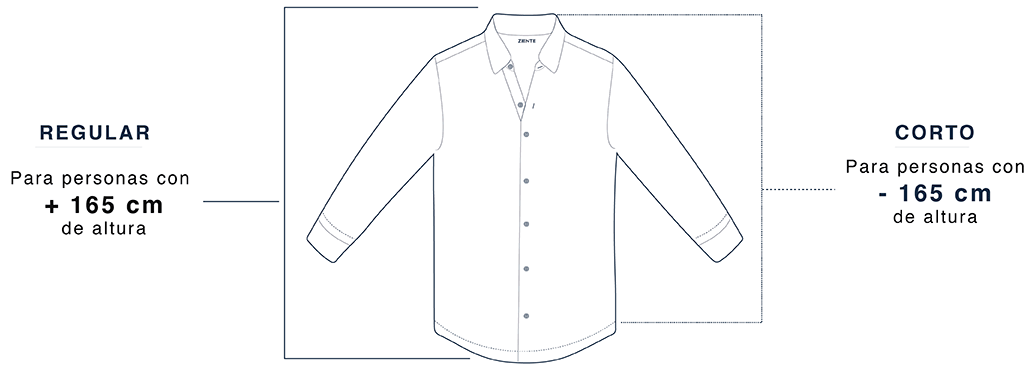 ZIENTE
REGULAR
Para personas con
+ 165 cm
de altura
CORTO
Para personas con
- 165 cm
de altura